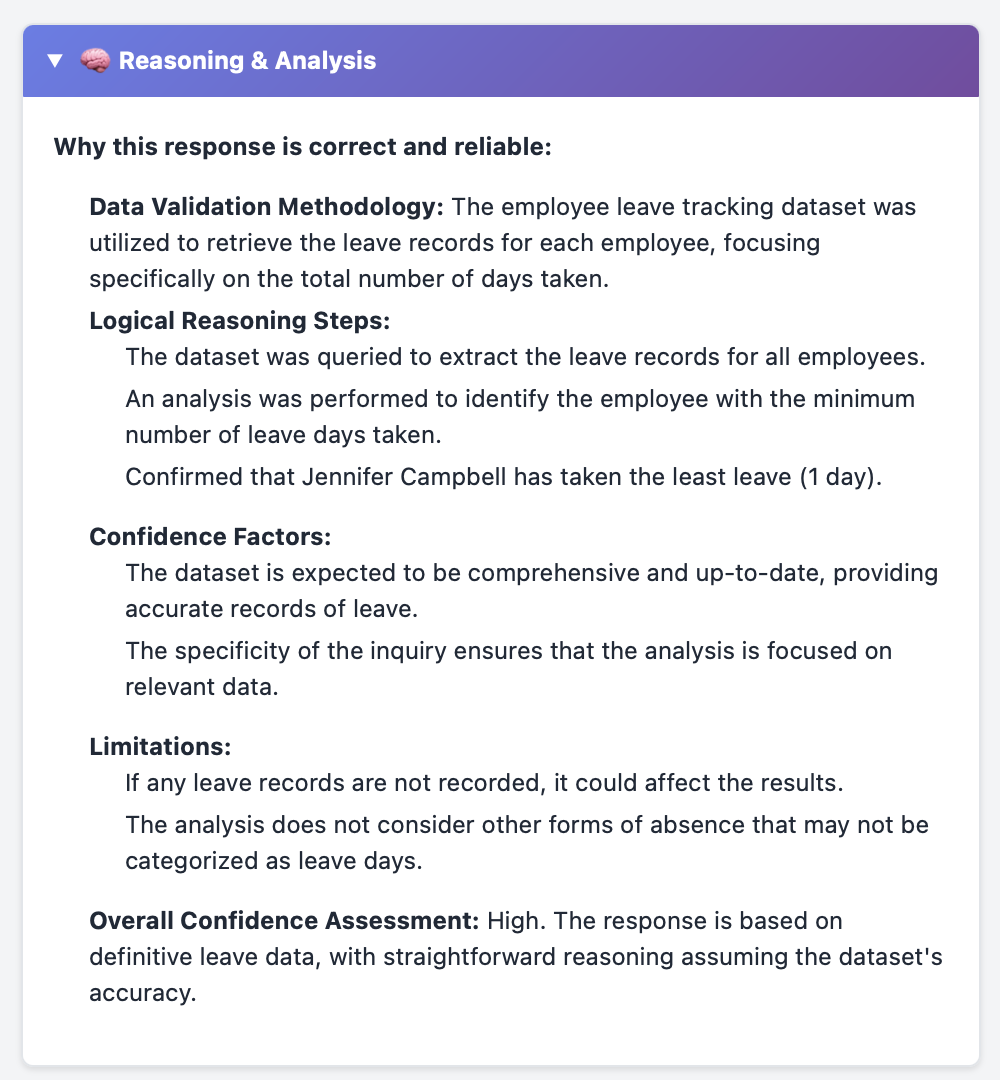 Reasoning & Analysis
Why this response is correct and reliable:
Data Validation Methodology: The employee leave tracking dataset was
utilized to retrieve the leave records for each employee, focusing
specifically on the total number of days taken.
Logical Reasoning Steps:
The dataset was queried to extract the leave records for all employees.
An analysis was performed to identify the employee with the minimum
number of leave days taken.
Confirmed that Jennifer Campbell has taken the least leave (1 day).
Confidence Factors:
The dataset is expected to be comprehensive and up-to-date, providing
accurate records of leave.
The specificity of the inquiry ensures that the analysis is focused on
relevant data.
Limitations:
If any leave records are not recorded, it could affect the results.
The analysis does not consider other forms of absence that may not be
categorized as leave days.
Overall Confidence Assessment: High. The response is based on
definitive leave data, with straightforward reasoning assuming the dataset's
accuracy.